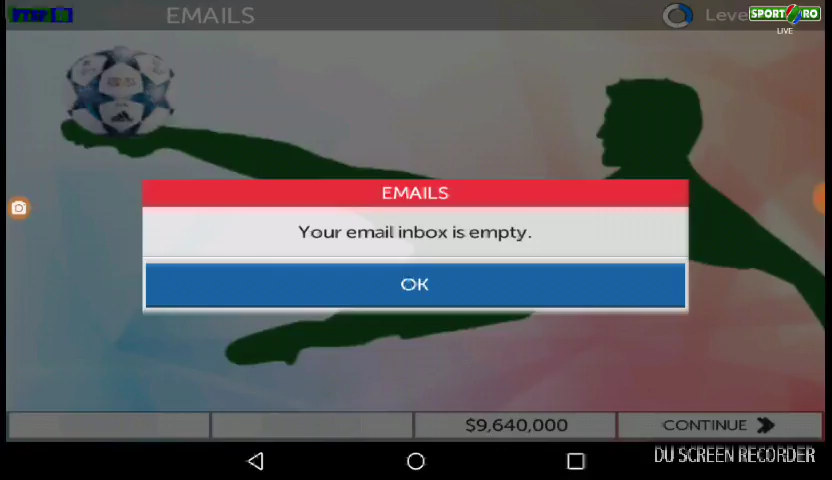 EMAILS
Leve
SPORT RO
LIVE
EMAILS
Your email inbox is empty.
OK
$9,640,000
CONTINUE
DU SCREEN RECORDER